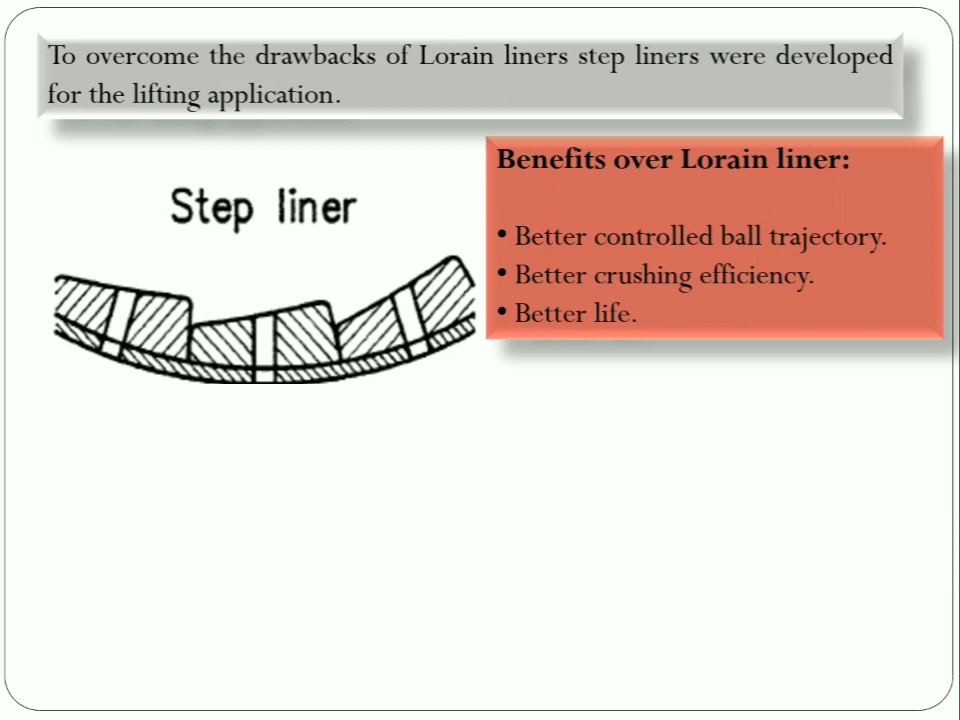 To overcome the drawbacks of Lorain liners step liners were developed
for the lifting application.
Benefits over Lorain liner:
• Better controlled ball trajectory.
• Better crushing efficiency.
• Better life.
Step liner